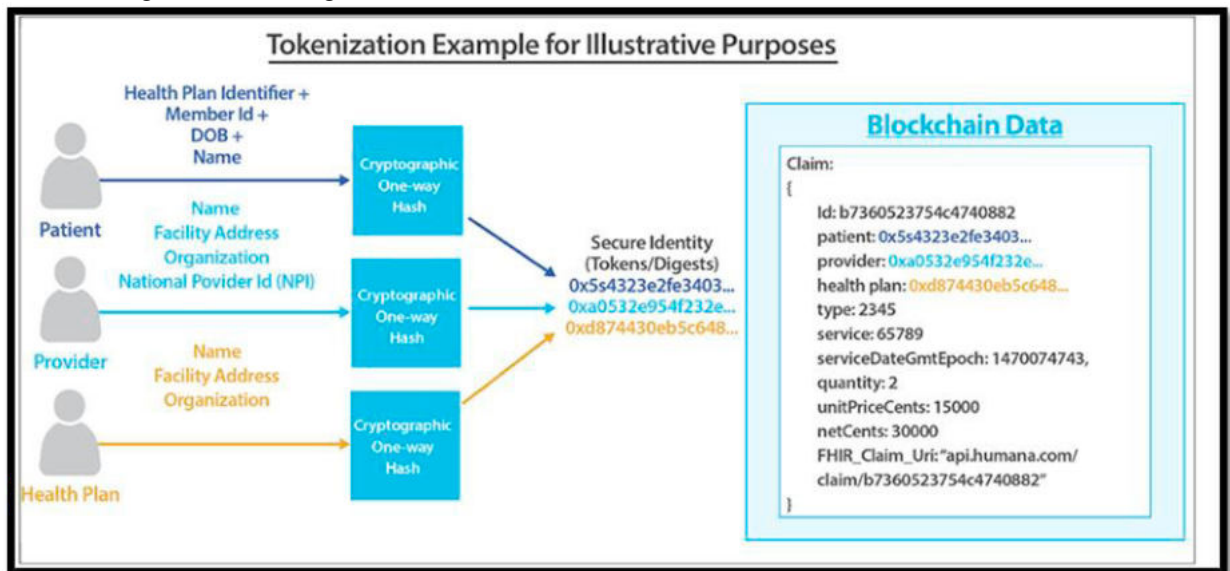 Tokenization Example for Illustrative Purposes
Health Plan Identifier +
Member Id +
DOB +
Name
Patient
Cryptographic
One-way
Hash
Name
Facility Address
Organization
National Povider Id (NPI)
Provider
Cryptographic
One-way
Hash
Name
Facility Address
Organization
Health Plan
Cryptographic
One-way
Hash
Secure Identity
(Tokens/Digests)
0x5s4323e2fe3403...
0xa0532e954f232e...
0xd874430eb5c648...
Blockchain Data
Claim:
{
Id: b7360523754c4740882
patient: 0x5s4323e2fe3403...
provider: 0xa0532e954f232e...
health plan: 0xd874430eb5c648...
type: 2345
service: 65789
serviceDateGmtEpoch: 1470074743,
quantity: 2
unitPriceCents: 15000
netCents: 30000
FHIR_Claim_Uri: "api.humana.com/
claim/b7360523754c4740882"
}